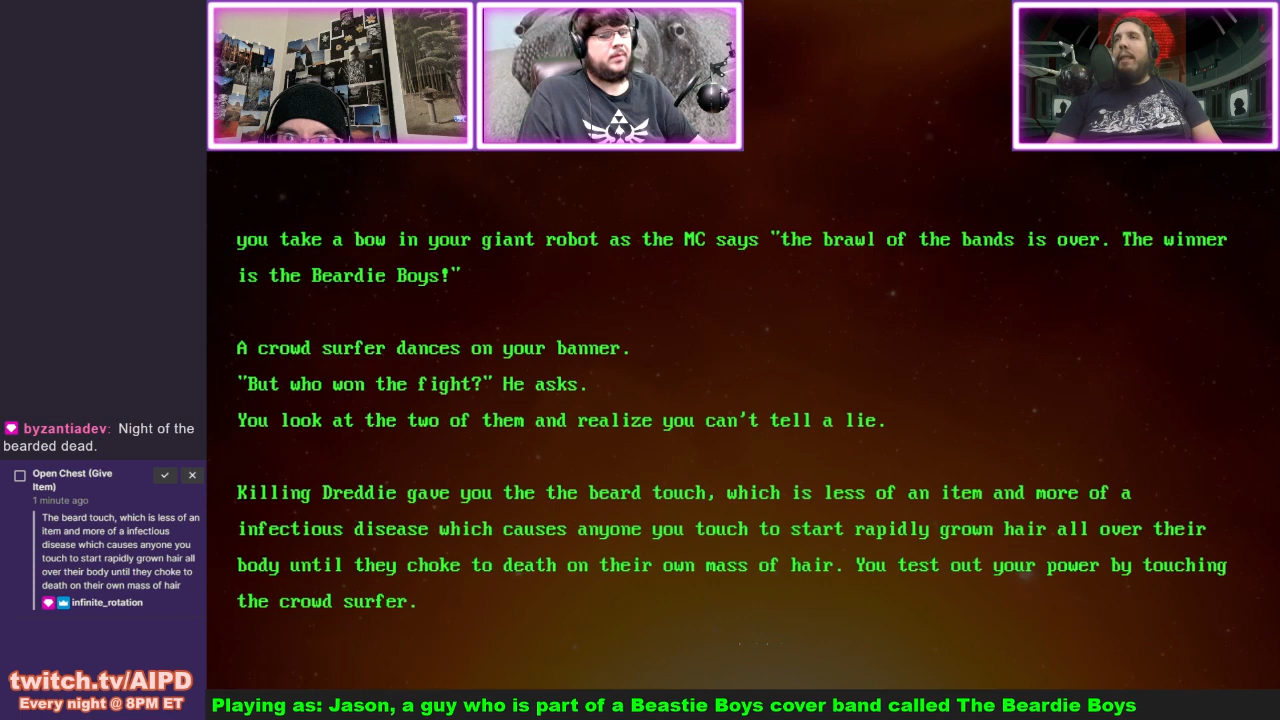 you take a bow in your giant robot as the MC says "the brawl of the bands is over. The winner
is the Beardie Boys!"
A crowd surfer dances on your banner.
"But who won the fight?" He asks.
You look at the two of them and realize you can't tell a lie.
Killing Dreddie gave you the the beard touch, which is less of an item and more of a
infectious disease which causes anyone you touch to start rapidly grown hair all over their
body until they choke to death on their own mass of hair. You test out your power by touching
the crowd surfer.
byzantiadev: Night of the
bearded dead.
Open Chest (Give
Item)
1 minute ago
The beard touch, which is less of an
item and more of a infectious
disease which causes anyone you
touch to start rapidly grown hair all
over their body until they choke to
death on their own mass of hair
infinite_rotation
twitch.tv/AIPD
Every night @ 8PM ET
Playing as: Jason, a guy who is part of a Beastie Boys cover band called The Beardie Boys